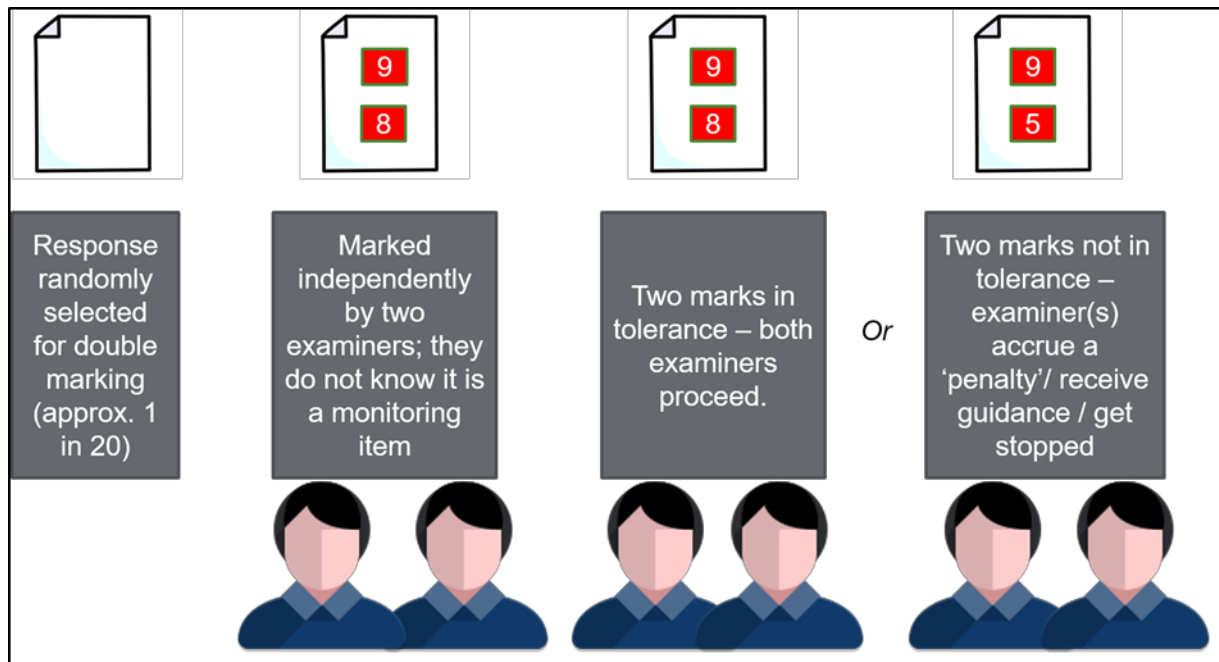 9
8
9
8
9
5
Response
randomly
selected
for double
marking
(approx. 1
in 20)
Marked
independently
by two
examiners; they
do not know it is
a monitoring
item
Two marks in
tolerance – both
examiners
proceed.
Or
Two marks not in
tolerance –
examiner(s)
accrue a
‘penalty’/ receive
guidance / get
stopped